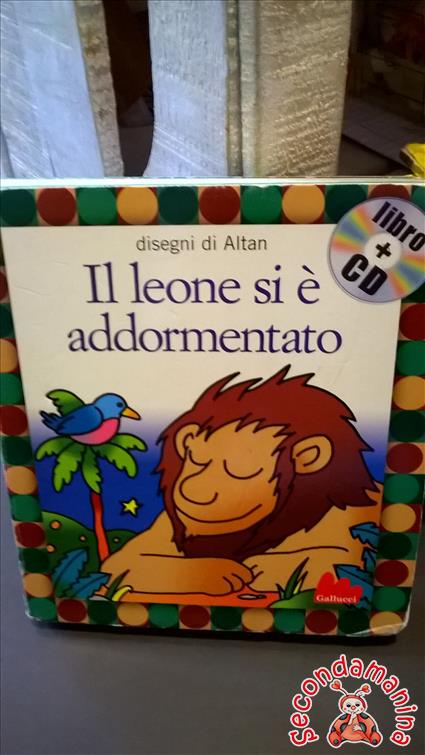 disegni di Altan
libro
+
CD
Il leone si è
addormentato
Gallucci
secondamanina